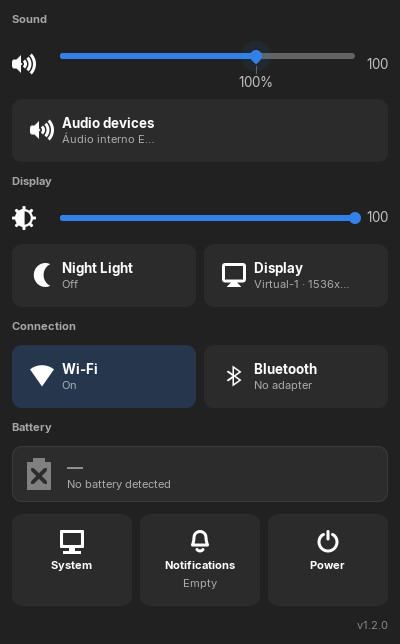 Sound
100
100%
Audio devices
Áudio interno E...
Display
100
Night Light
Off
Display
Virtual-1 · 1536x...
Connection
Wi-Fi
On
Bluetooth
No adapter
Battery
—
No battery detected
System
Notifications
Empty
Power
v1.2.0